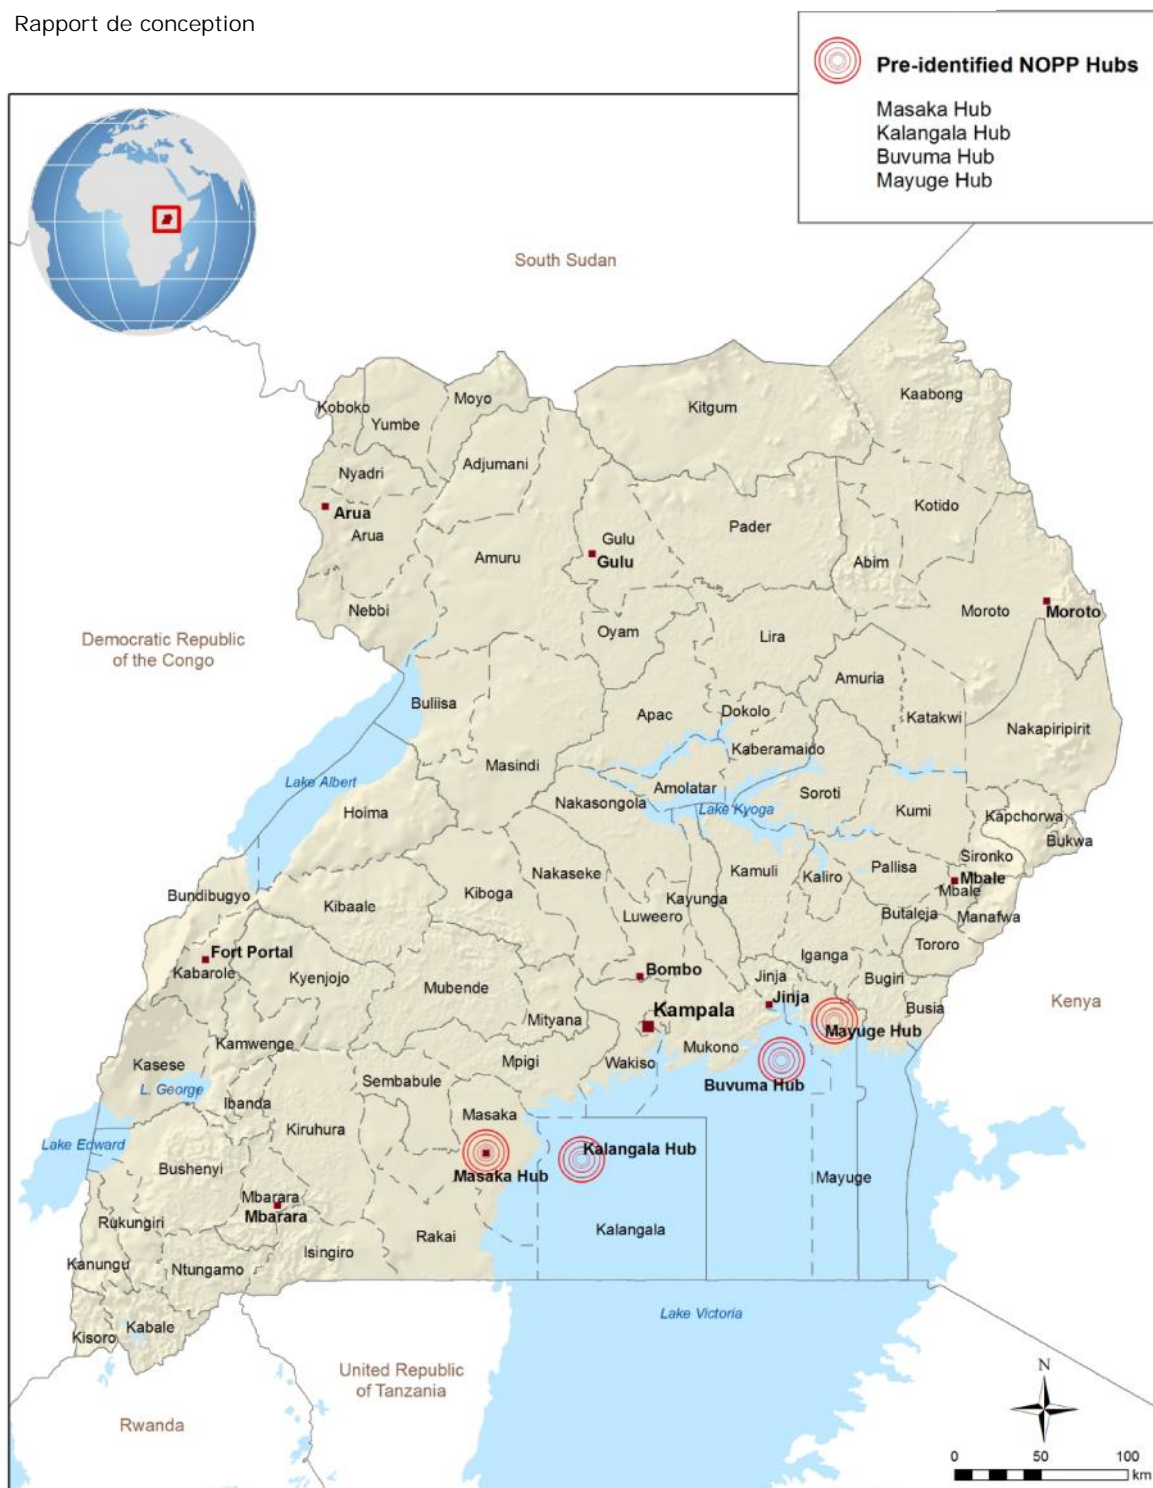 Rapport de conception
Pre-identified NOPP Hubs
Masaka Hub
Kalangala Hub
Buvuma Hub
Mayuge Hub
South Sudan
Koboko
Yumbe
Moyo
Kitgum
Kaabong
Nyadri
Adjumani
Arua
Arua
Amuru
Gulu
Gulu
Pader
Kotido
Abim
Nebbi
Oyam
Lira
Moroto
Moroto
Democratic Republic
of the Congo
Buliisa
Apac
Dokolo
Amuria
Katakwi
Nakapiripirit
Kaberamaido
Masindi
Lake Albert
Amolatar
Soroti
Nakasongola
Lake Kyoga
Kumi
Hoima
Kapchorwa
Bukwa
Sironko
Pallisa
Mbale
Mbale
Kamuli
Kaliro
Nakaseke
Kiboga
Kayunga
Bundibugyo
Kibaale
Luweero
Butaleja
Manafwa
Tororo
Fort Portal
Kabarole
Kyenjojo
Iganga
Bugiri
Bombo
Jinja
Jinja
Mubende
Kampala
Busia
Kenya
Mityana
Mayuge Hub
Kamwenge
Mukono
Kasese
Mpigi
Wakiso
Sembabule
Buvuma Hub
L. George
Ibanda
Masaka
Kiruhura
Lake Edward
Kalangala Hub
Bushenyi
Masaka Hub
Mayuge
Mbarara
Mbarara
Rukungiri
Kalangala
Rakai
Isingiro
Kanungu
Ntungamo
Lake Victoria
Kabale
Kisoro
United Republic
of Tanzania
Rwanda
N
0 50 100
km